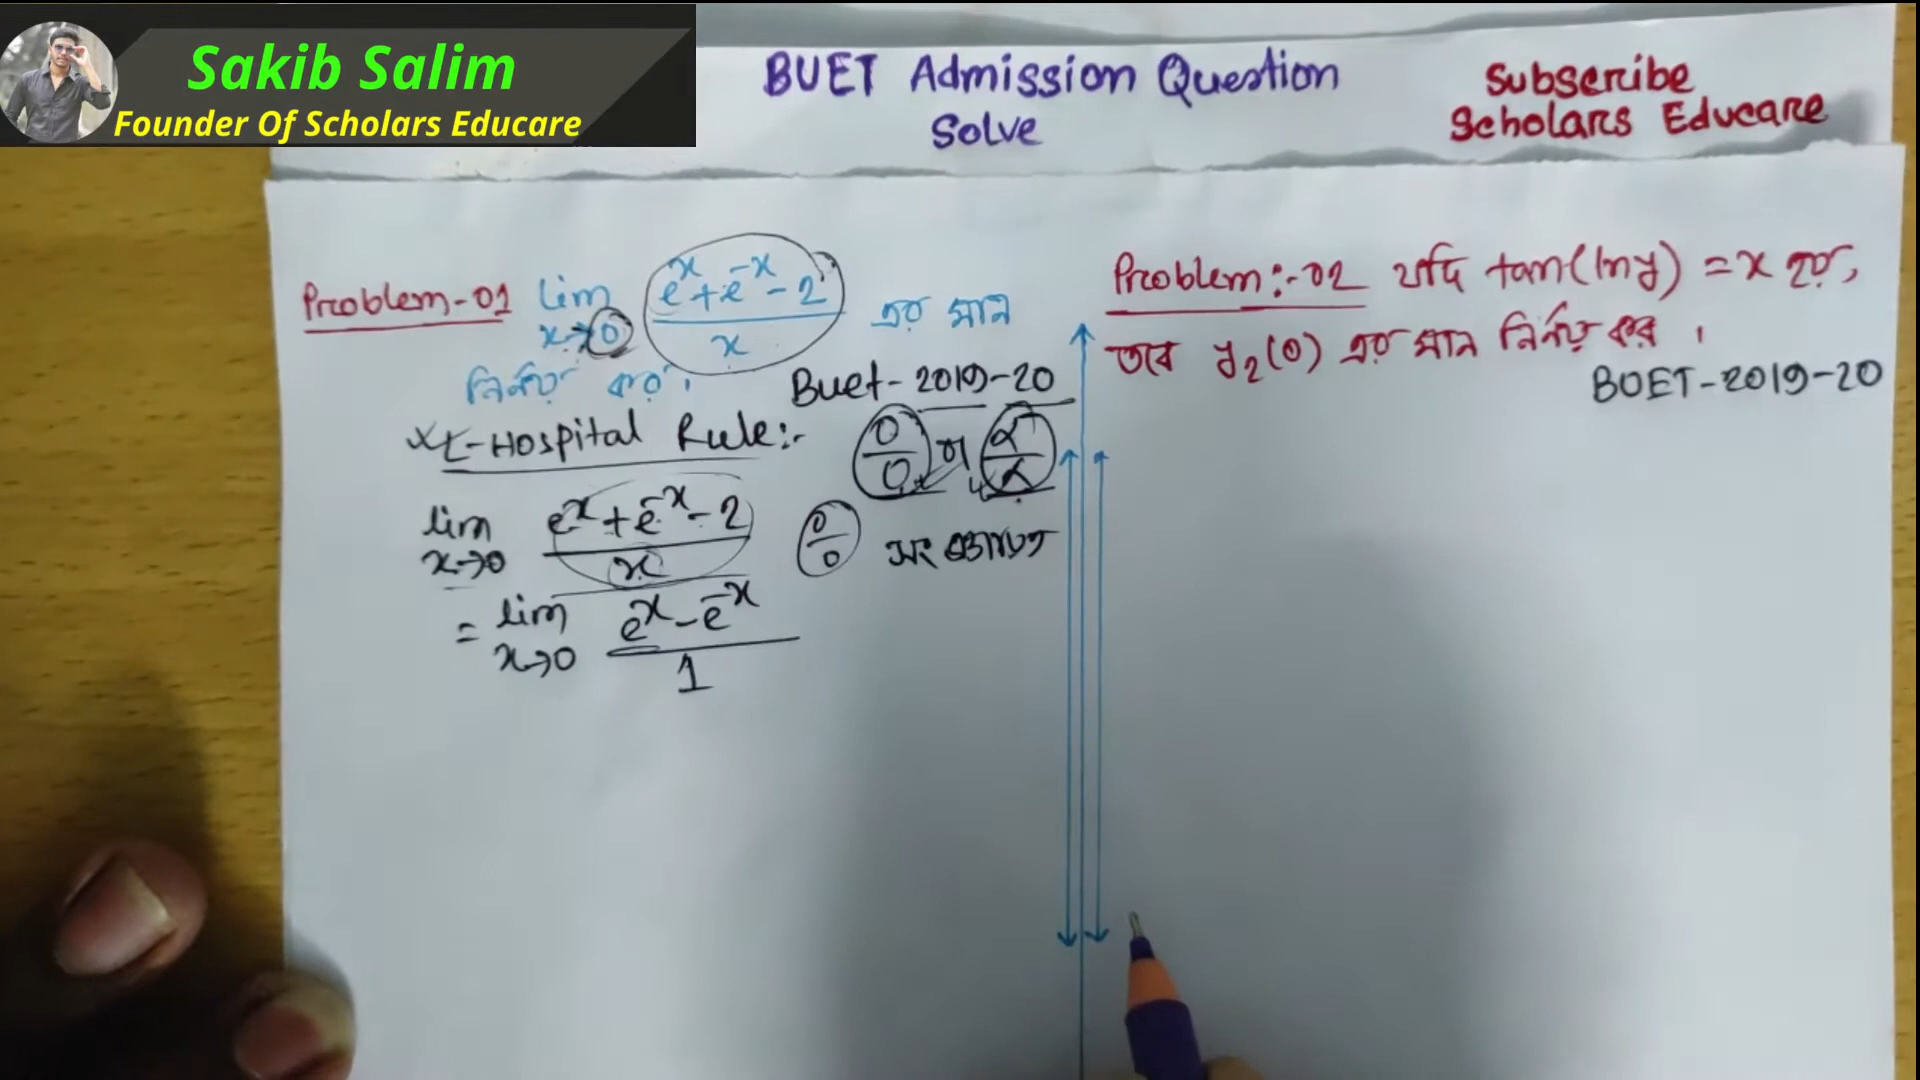 Sakib Salim
Founder Of Scholars Educare
BUET Admission Question
Solve
Subscribe
Scholars Educare
Problem-01 lim x→0 (e^x+e^-x-2)/x এর মান
নির্ণয় কর।
Buet-2019-20
L-Hospital Rule:- 0/0 বা α/α
lim x→0 (e^x+e^-x-2)/x 0/0
= lim x→0 (e^x-e^-x)/1
Problem:-02 যদি tan(lny) = x হয়,
তবে y₂(0) এর মান নির্ণয় কর।
BUET-2019-20